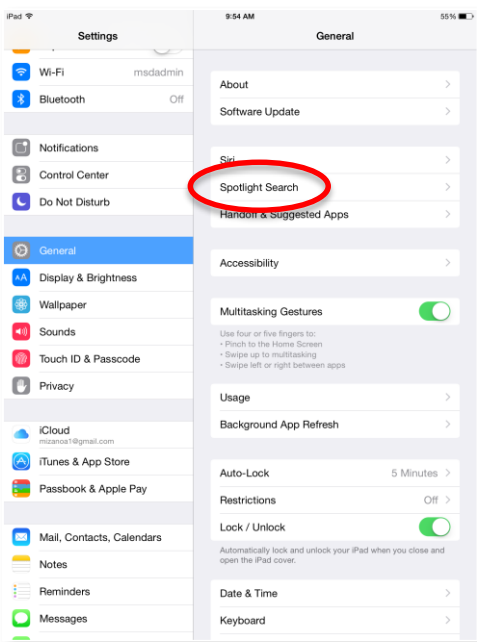 iPad
9:54 AM
55%
Settings
Wi-Fi
msdadmin
Bluetooth
Off
Notifications
Control Center
Do Not Disturb
General
Display & Brightness
Wallpaper
Sounds
Touch ID & Passcode
Privacy
iCloud
mizanoa1@gmail.com
iTunes & App Store
Passbook & Apple Pay
Mail, Contacts, Calendars
Notes
Reminders
Messages
General
About
Software Update
Siri
Spotlight Search
Handoff & Suggested Apps
Accessibility
Multitasking Gestures
Use four or five fingers to:
• Pinch to the Home Screen
• Swipe up to multitasking
• Swipe left or right between apps
Usage
Background App Refresh
Auto-Lock
5 Minutes
Restrictions
Off
Lock / Unlock
Automatically lock and unlock your iPad when you close and
open the iPad cover.
Date & Time
Keyboard